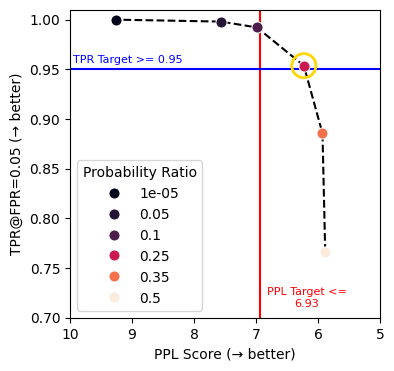 1.00
0.95
0.90
0.85
0.80
0.75
0.70
TPR@FPR=0.05 (→ better)
TPR Target >= 0.95
Probability Ratio
1e-05
0.05
0.1
0.25
0.35
0.5
PPL Target <=
6.93
10 9 8 7 6 5
PPL Score (→ better)